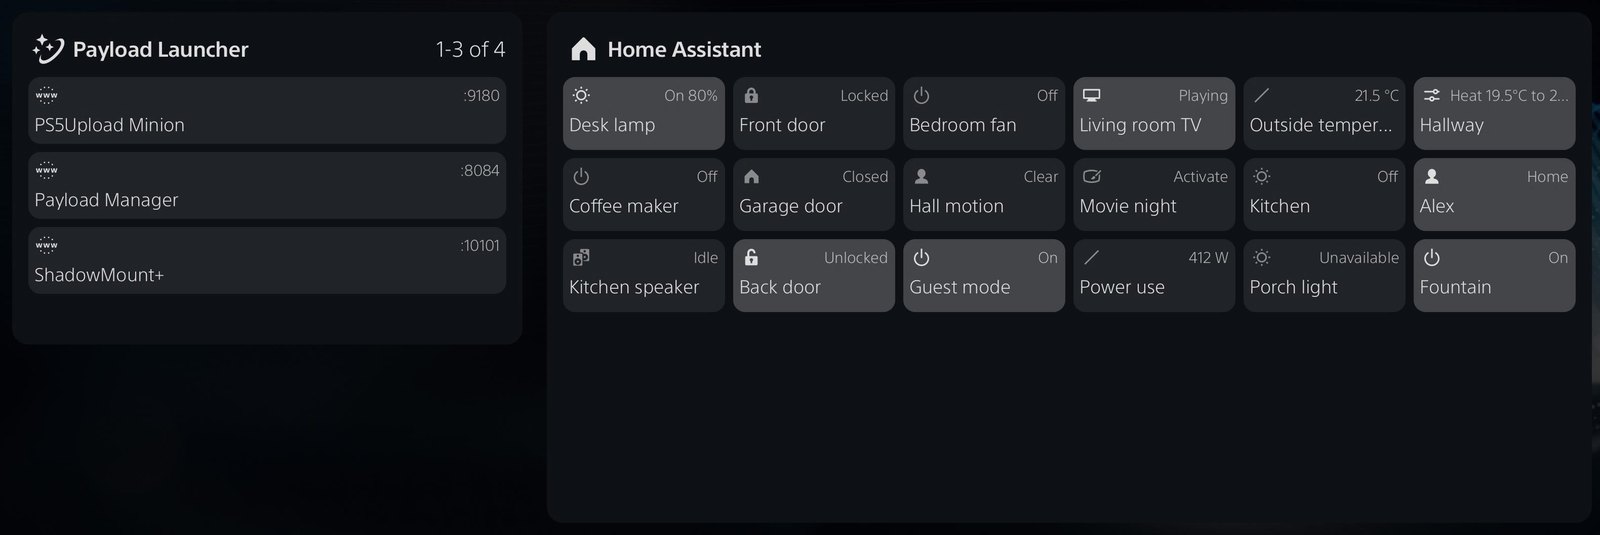 Payload Launcher
1-3 of 4
www
:9180
PS5Upload Minion
www
:8084
Payload Manager
www
:10101
ShadowMount+
Home Assistant
On 80%
Desk lamp
Locked
Front door
Off
Bedroom fan
Playing
Living room TV
21.5 °C
Outside temper...
Heat 19.5°C to 2...
Hallway
Off
Coffee maker
Closed
Garage door
Clear
Hall motion
Activate
Movie night
Off
Kitchen
Home
Alex
Idle
Kitchen speaker
Unlocked
Back door
On
Guest mode
412 W
Power use
Unavailable
Porch light
On
Fountain